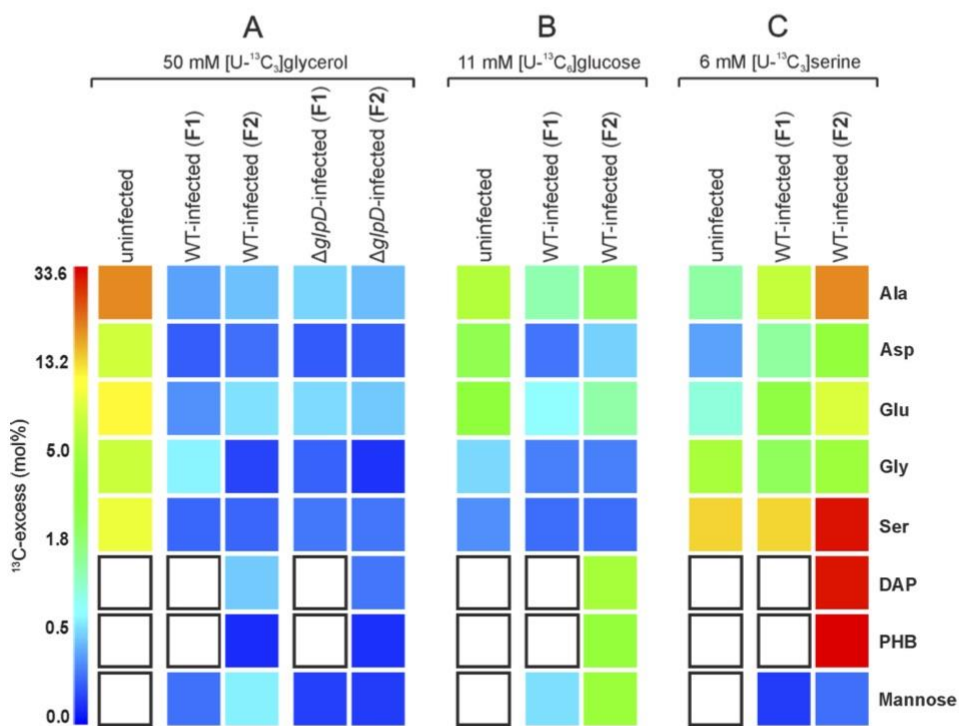 A B C
50 mM [U-¹³C₃]glycerol 11 mM [U-¹³C₆]glucose 6 mM [U-¹³C₃]serine
uninfected
WT-infected (F1)
WT-infected (F2)
ΔglpD-infected (F1)
ΔglpD-infected (F2)
uninfected
WT-infected (F1)
WT-infected (F2)
uninfected
WT-infected (F1)
WT-infected (F2)
¹³C-excess (mol%)
33.6
13.2
5.0
1.8
0.5
0.0
Ala
Asp
Glu
Gly
Ser
DAP
PHB
Mannose